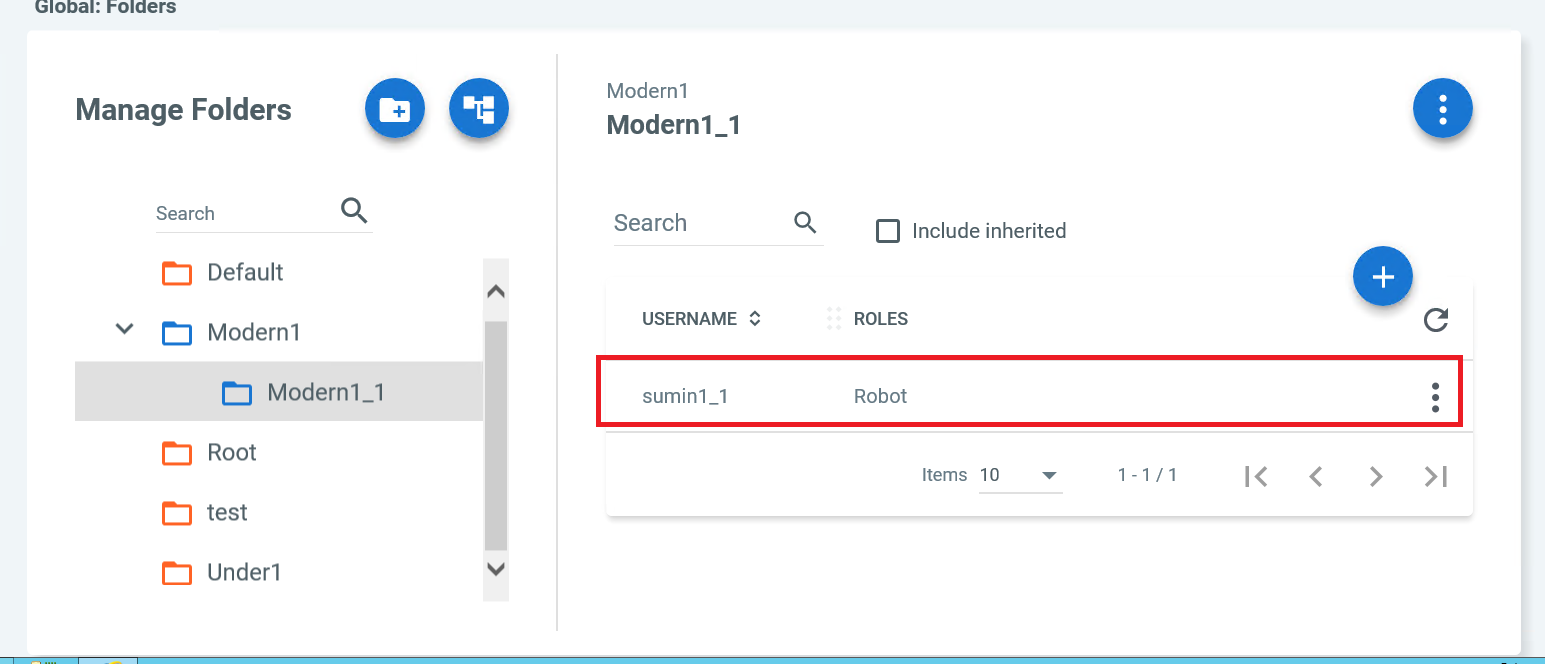 Global: Folders
Manage Folders
Search
Default
Modern1
Modern1_1
Root
test
Under1
Modern1
Modern1_1
Search
Include inherited
USERNAME ROLES
sumin1_1 Robot
Items 10 1 - 1 / 1